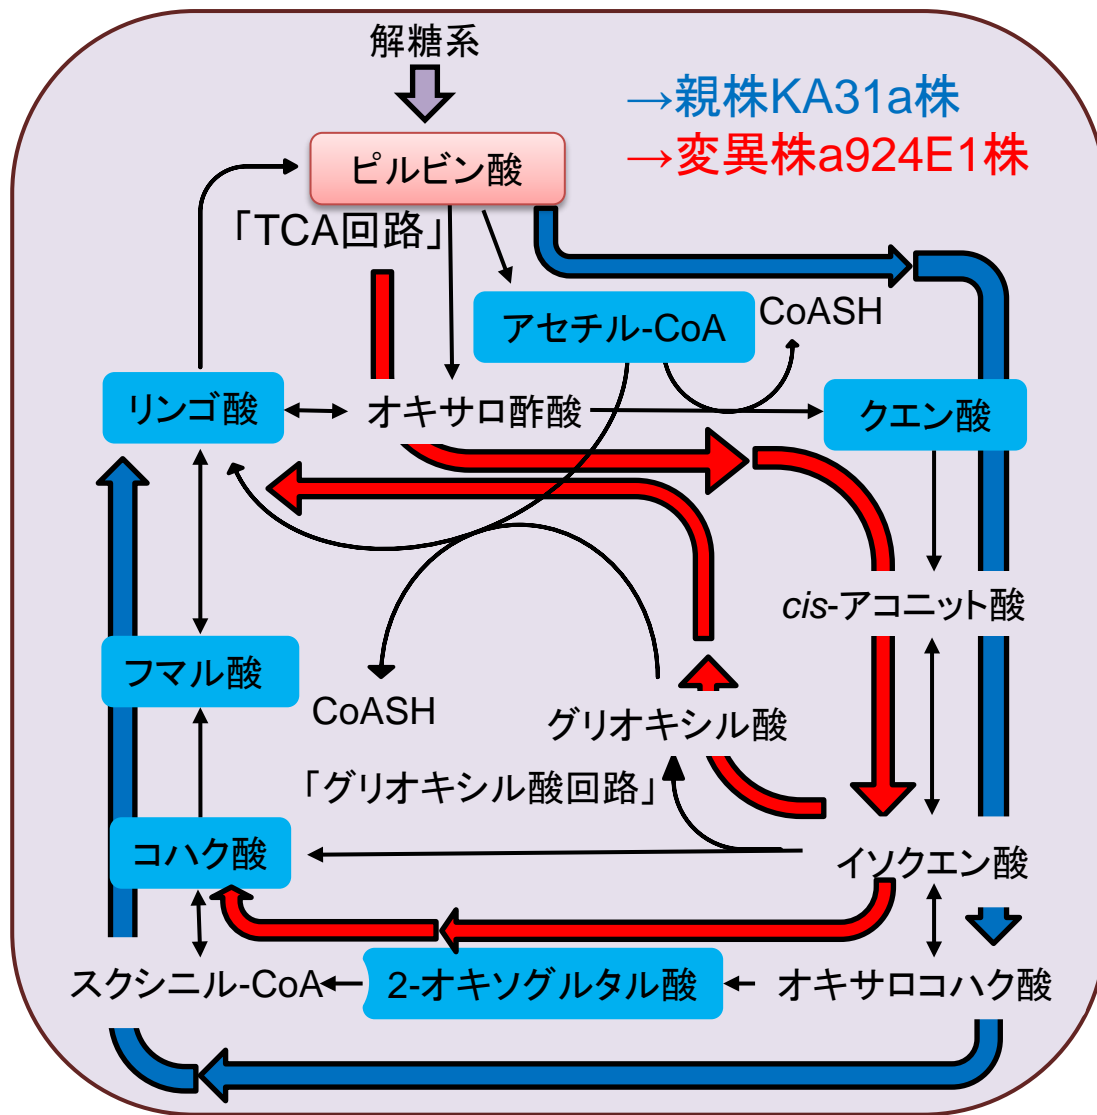 解糖系
→親株KA31a株
→変異株a924E1株
ピルビン酸
「TCA回路」
アセチル-CoA
CoASH
リンゴ酸
オキサロ酢酸
クエン酸
cis-アコニット酸
フマル酸
CoASH
グリオキシル酸
「グリオキシル酸回路」
コハク酸
イソクエン酸
スクシニル-CoA
2-オキソグルタル酸
オキサロコハク酸